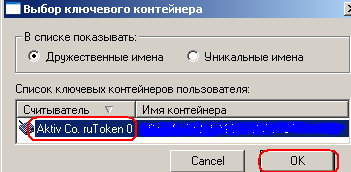 Выбор ключевого контейнера
В списке показывать:
Дружественные имена Уникальные имена
Список ключевых контейнеров пользователя:
Считыватель Имя контейнера
Aktiv Co. ruToken 0
Cancel OK